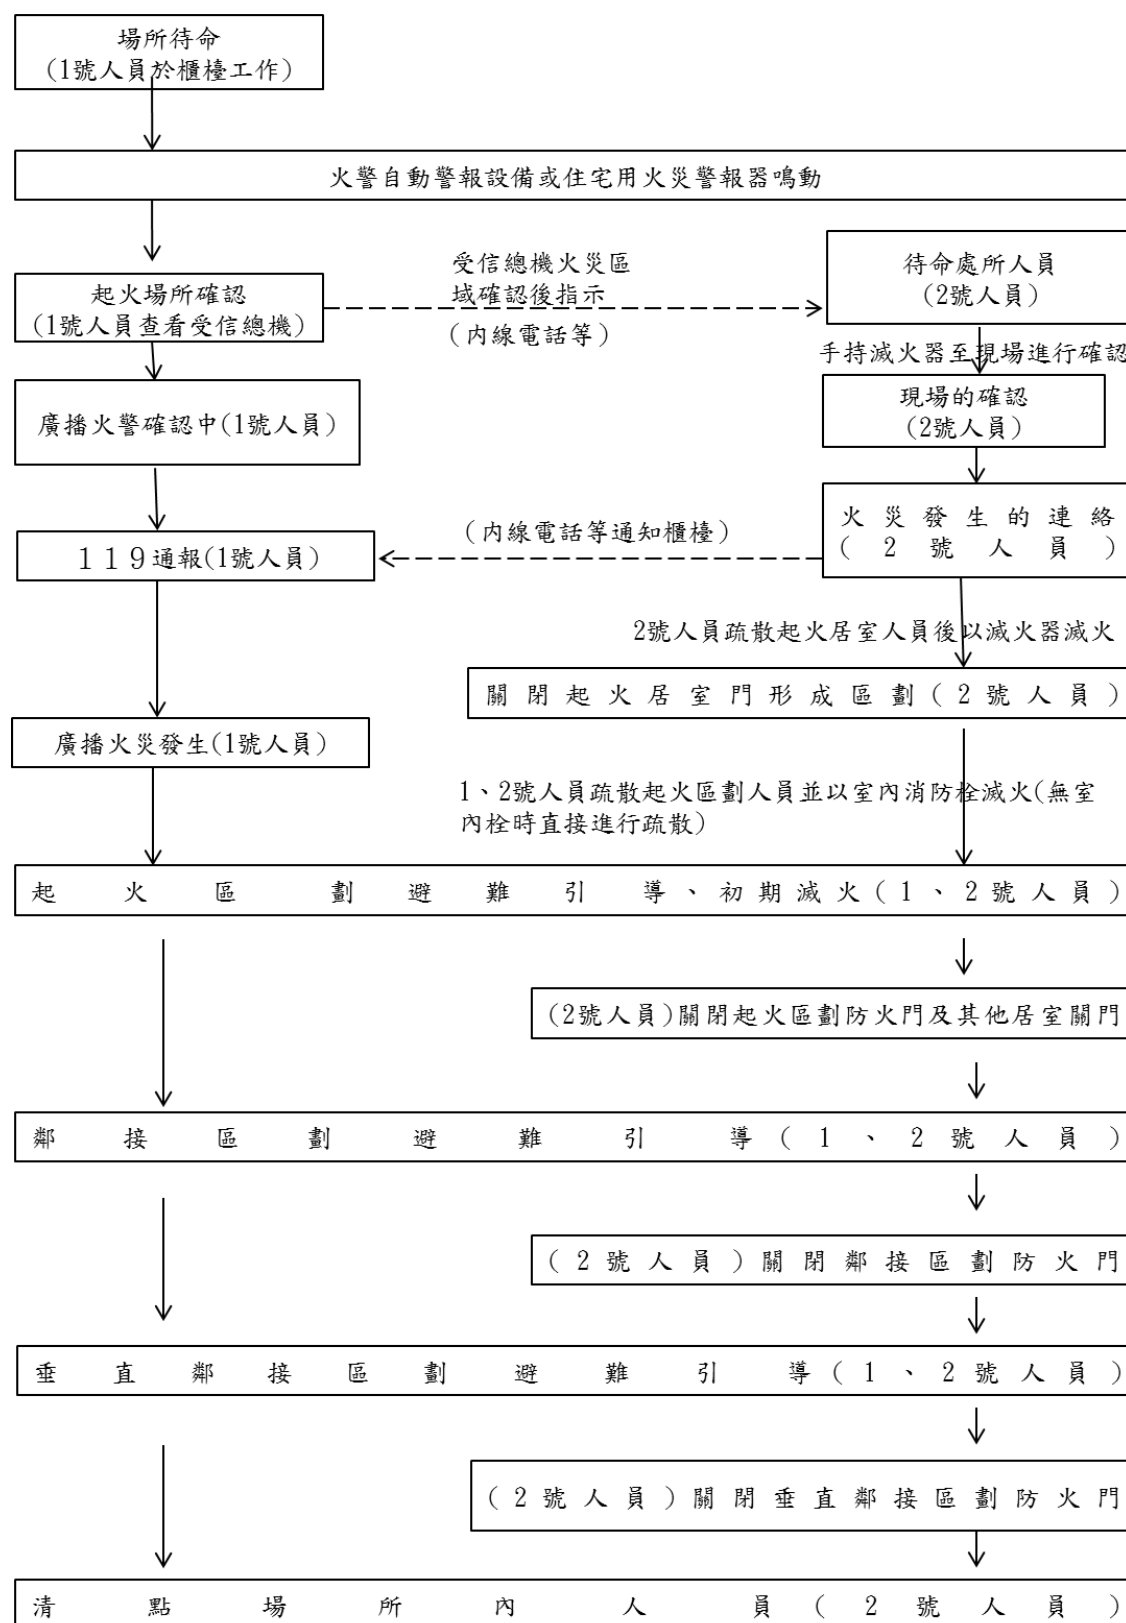 場所待命
(1號人員於櫃檯工作)
火警自動警報設備或住宅用火災警報器鳴動
受信總機火災區
域確認後指示
(内線電話等)
待命處所人員
(2號人員)
起火場所確認
(1號人員查看受信總機)
手持滅火器至現場進行確認
廣播火警確認中(1號人員)
現場的確認
(2號人員)
火災發生的連絡
(2號人員)
(内線電話等通知櫃檯)
119通報(1號人員)
2號人員疏散起火居室人員後以滅火器滅火
關閉起火居室門形成區劃(2號人員)
廣播火災發生(1號人員)
1、2號人員疏散起火區劃人員並以室內消防栓滅火(無室
內栓時直接進行疏散)
起火區劃避難引導、初期滅火(1、2號人員)
(2號人員)關閉起火區劃防火門及其他居室關門
鄰接區劃避難引導(1、2號人員)
(2號人員)關閉鄰接區劃防火門
垂直鄰接區劃避難引導(1、2號人員)
(2號人員)關閉垂直鄰接區劃防火門
清點場所內人員(2號人員)